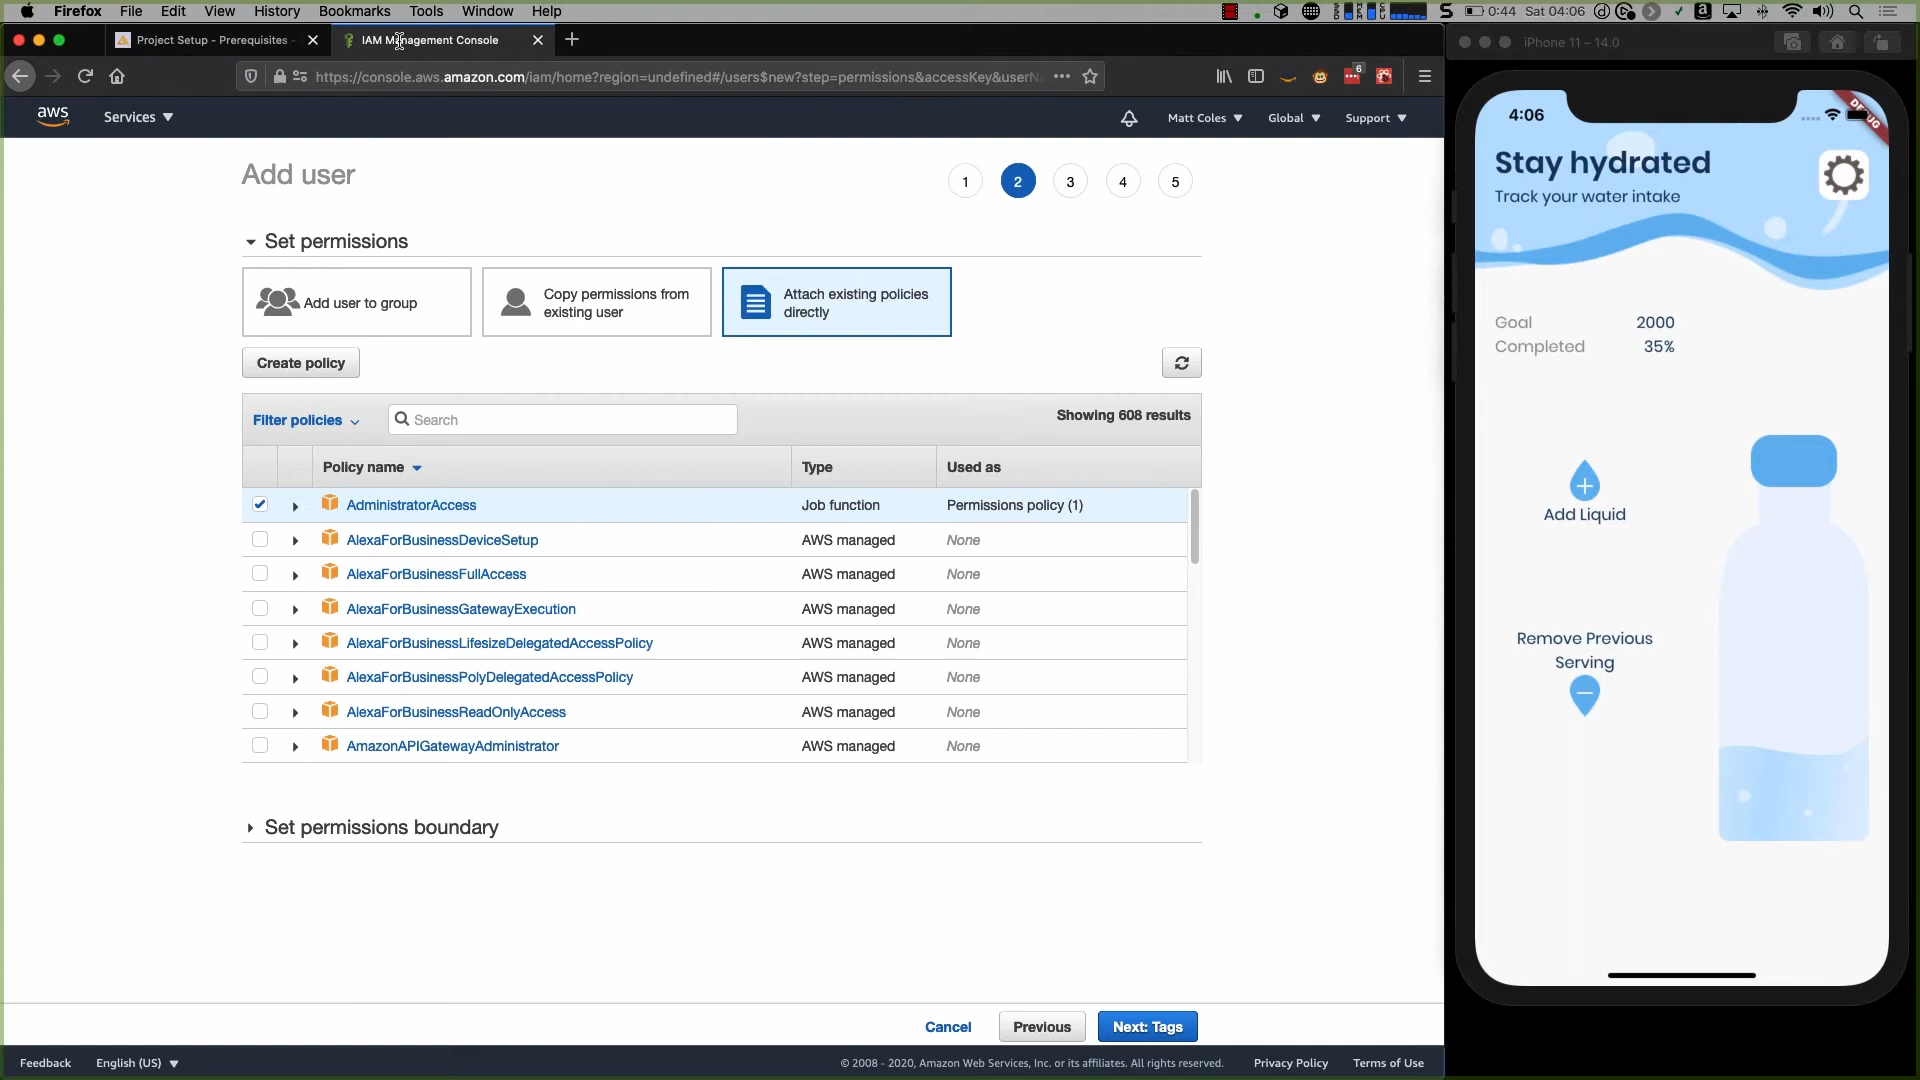 Firefox File Edit View History Bookmarks Tools Window Help
0:44 Sat 04:06
Project Setup - Prerequisites -
IAM Management Console
iPhone 11 – 14.0
https://console.aws.amazon.com/iam/home?region=undefined#/users$new?step=permissions&accessKey&userN
6
aws Services
Matt Coles Global Support
Add user
1 2 3 4 5
Set permissions
Add user to group
Copy permissions from
existing user
Attach existing policies
directly
Create policy
Filter policies
Search
Showing 608 results
Policy name Type Used as
AdministratorAccess Job function Permissions policy (1)
AlexaForBusinessDeviceSetup AWS managed None
AlexaForBusinessFullAccess AWS managed None
AlexaForBusinessGatewayExecution AWS managed None
AlexaForBusinessLifesizeDelegatedAccessPolicy AWS managed None
AlexaForBusinessPolyDelegatedAccessPolicy AWS managed None
AlexaForBusinessReadOnlyAccess AWS managed None
AmazonAPIGatewayAdministrator AWS managed None
Set permissions boundary
Cancel Previous Next: Tags
Feedback English (US)
© 2008 - 2020, Amazon Web Services, Inc. or its affiliates. All rights reserved. Privacy Policy Terms of Use
4:06
DEBUG
Stay hydrated
Track your water intake
Goal 2000
Completed 35%
Add Liquid
Remove Previous
Serving